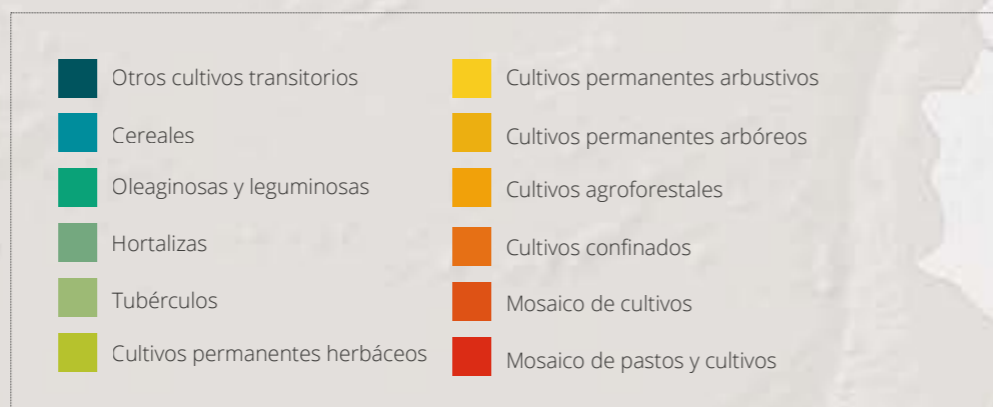 Otros cultivos transitorios
Cereales
Oleaginosas y leguminosas
Hortalizas
Tubérculos
Cultivos permanentes herbáceos
Cultivos permanentes arbustivos
Cultivos permanentes arbóreos
Cultivos agroforestales
Cultivos confinados
Mosaico de cultivos
Mosaico de pastos y cultivos